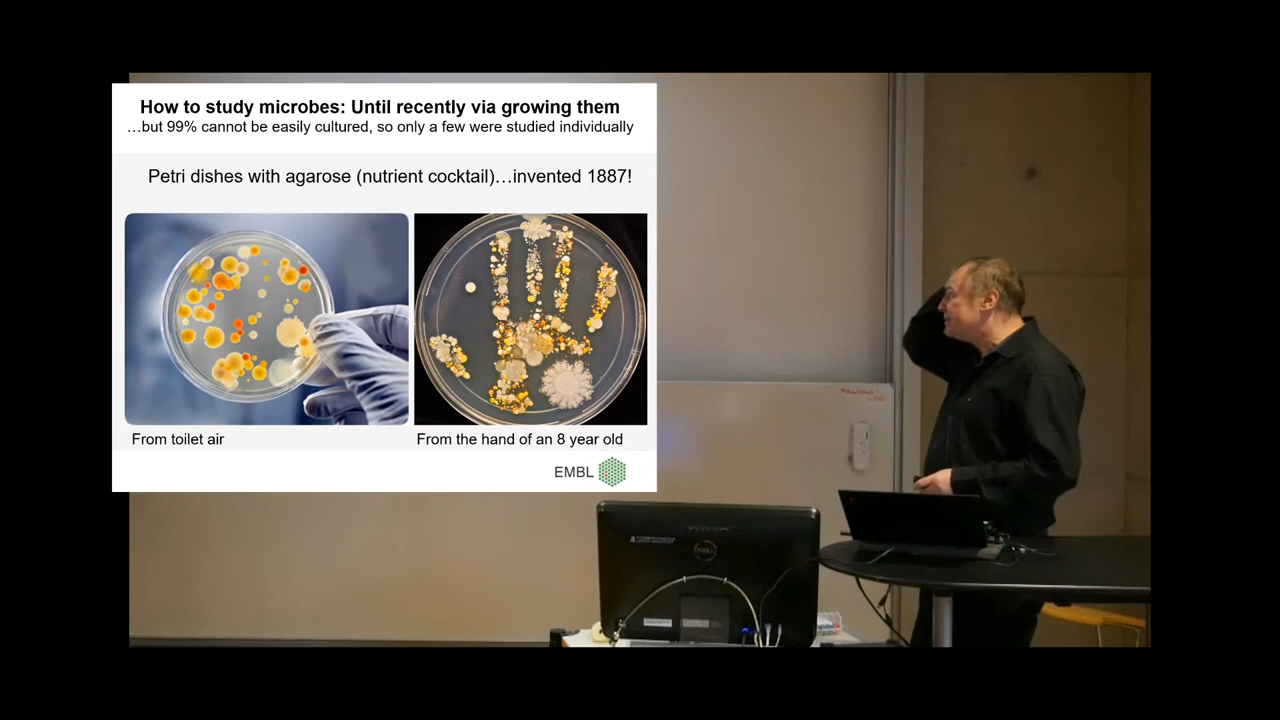 How to study microbes: Until recently via growing them
…but 99% cannot be easily cultured, so only a few were studied individually
Petri dishes with agarose (nutrient cocktail)…invented 1887!
From toilet air
From the hand of an 8 year old
EMBL
DELL